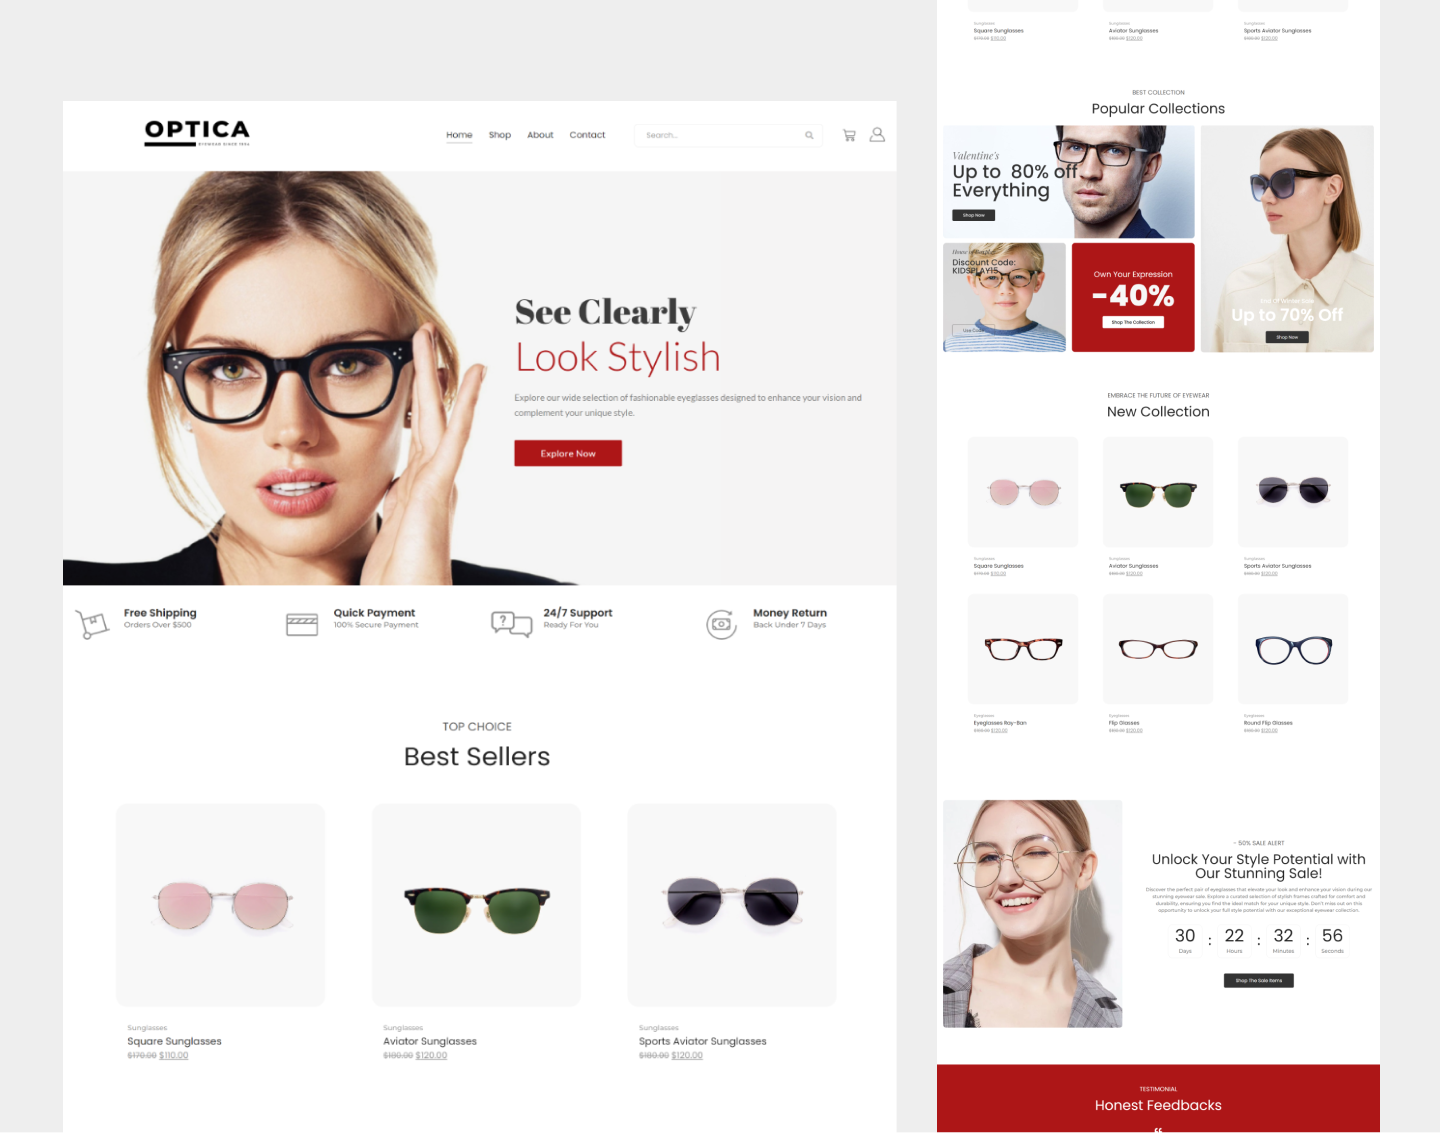 OPTICA
EYEWEAR SINCE 1954
Home Shop About Contact
Search...
See Clearly
Look Stylish
Explore our wide selection of fashionable eyeglasses designed to enhance your vision and
complement your unique style.
Explore Now
Free Shipping
Orders Over $500
Quick Payment
100% Secure Payment
24/7 Support
Ready For You
Money Return
Back Under 7 Days
TOP CHOICE
Best Sellers
Sunglasses
Square Sunglasses
$170.00 $110.00
Sunglasses
Aviator Sunglasses
$180.00 $120.00
Sunglasses
Sports Aviator Sunglasses
$180.00 $120.00
Sunglasses
Square Sunglasses
$170.00 $110.00
Sunglasses
Aviator Sunglasses
$180.00 $120.00
Sunglasses
Sports Aviator Sunglasses
$180.00 $120.00
BEST COLLECTION
Popular Collections
Valentine's
Up to 80% off
Everything
Shop Now
Discount Code:
KIDSPLAY15
Use Code
Own Your Expression
-40%
Shop The Collection
End Of Winter Sale
Up to 70% Off
Shop Now
EMBRACE THE FUTURE OF EYEWEAR
New Collection
Sunglasses
Square Sunglasses
$170.00 $110.00
Sunglasses
Aviator Sunglasses
$180.00 $120.00
Sunglasses
Sports Aviator Sunglasses
$180.00 $120.00
Eyeglasses
Eyeglasses Ray-Ban
$180.00 $120.00
Eyeglasses
Flip Glasses
$180.00 $120.00
Eyeglasses
Round Flip Glasses
$180.00 $120.00
- 50% SALE ALERT
Unlock Your Style Potential with
Our Stunning Sale!
Discover the perfect pair of eyeglasses that elevate your look and enhance your vision during our
stunning eyewear sale. Explore a curated selection of stylish frames crafted for comfort and
durability, ensuring you find the ideal match for your unique style. Don't miss out on this
opportunity to unlock your full style potential with our exceptional eyewear collection.
30 : 22 : 32 : 56
Days Hours Minutes Seconds
Shop The Sale Items
TESTIMONIAL
Honest Feedbacks
“